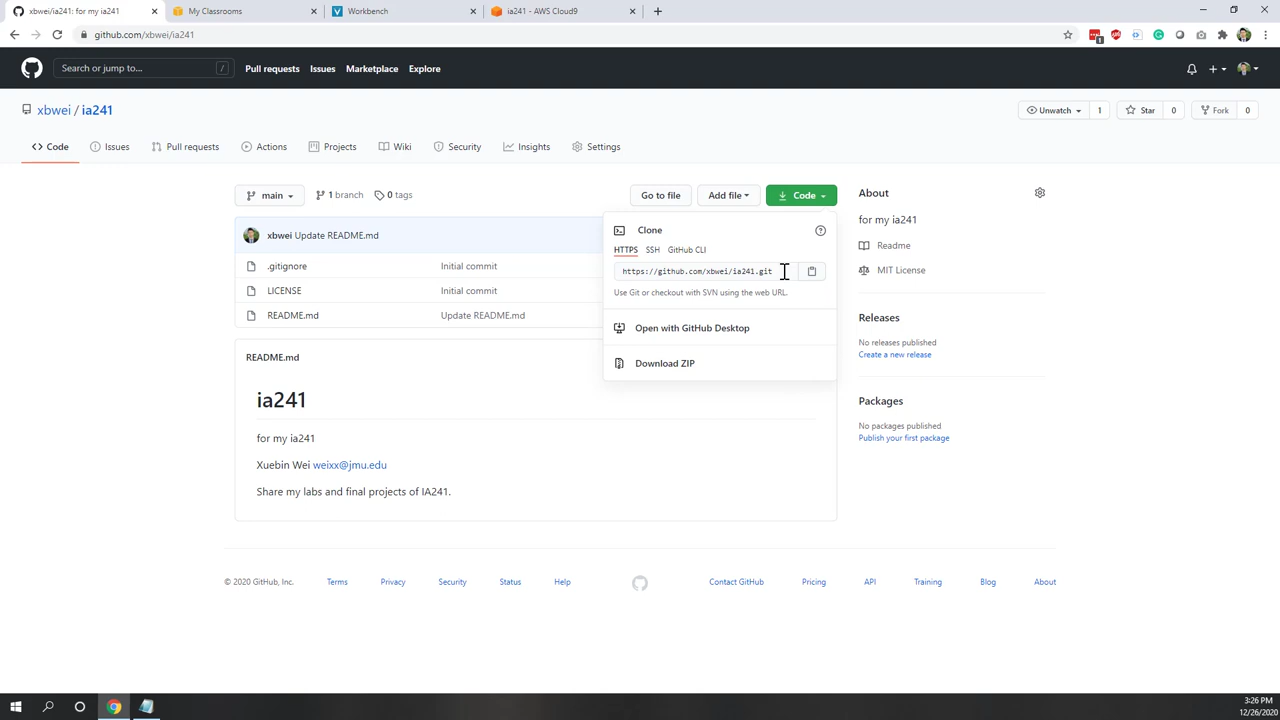 xbwei/ia241: for my ia241
My Classrooms
Workbench
ia241 - AWS Cloud9
github.com/xbwei/ia241
1
Search or jump to...
/
Pull requests
Issues
Marketplace
Explore
xbwei / ia241
Unwatch
1
Star
0
Fork
0
Code
Issues
Pull requests
Actions
Projects
Wiki
Security
Insights
Settings
main
1 branch
0 tags
Go to file
Add file
Code
About
for my ia241
Readme
MIT License
Releases
No releases published
Create a new release
Packages
No packages published
Publish your first package
xbwei Update README.md
.gitignore
Initial commit
LICENSE
Initial commit
README.md
Update README.md
Clone
HTTPS
SSH
GitHub CLI
https://github.com/xbwei/ia241.git
Use Git or checkout with SVN using the web URL.
Open with GitHub Desktop
Download ZIP
README.md
ia241
for my ia241
Xuebin Wei weixx@jmu.edu
Share my labs and final projects of IA241.
© 2020 GitHub, Inc.
Terms
Privacy
Security
Status
Help
Contact GitHub
Pricing
API
Training
Blog
About
3:26 PM
12/26/2020